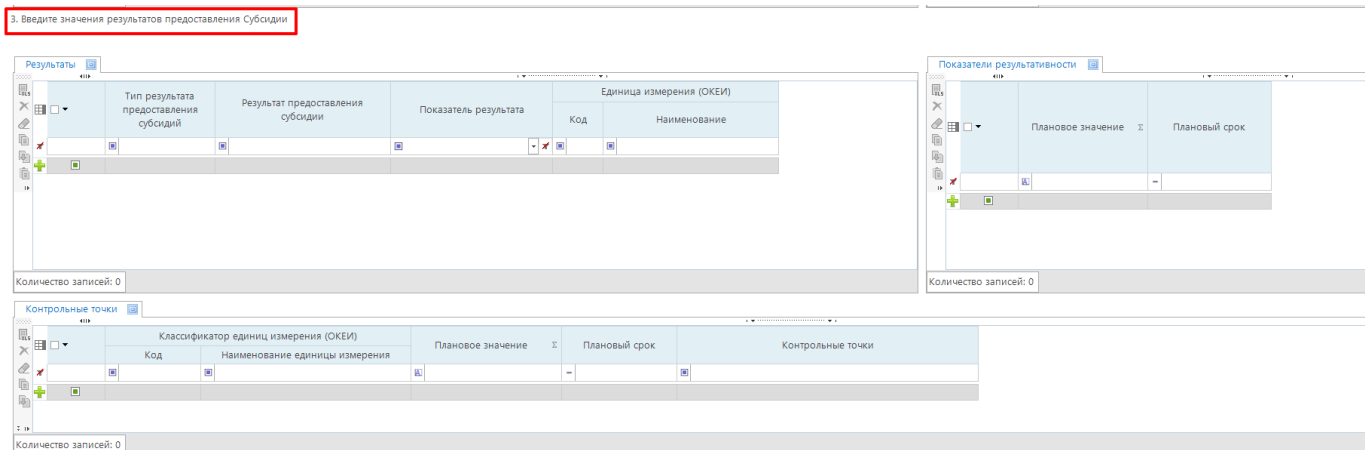 3. Введите значения результатов предоставления Субсидии
Результаты
Тип результата предоставления субсидий
Результат предоставления субсидии
Показатель результата
Единица измерения (ОКЕИ)
Код
Наименование
Количество записей: 0
Показатели результативности
Плановое значение Σ
Плановый срок
Количество записей: 0
Контрольные точки
Классификатор единиц измерения (ОКЕИ)
Код
Наименование единицы измерения
Плановое значение Σ
Плановый срок
Контрольные точки
Количество записей: 0